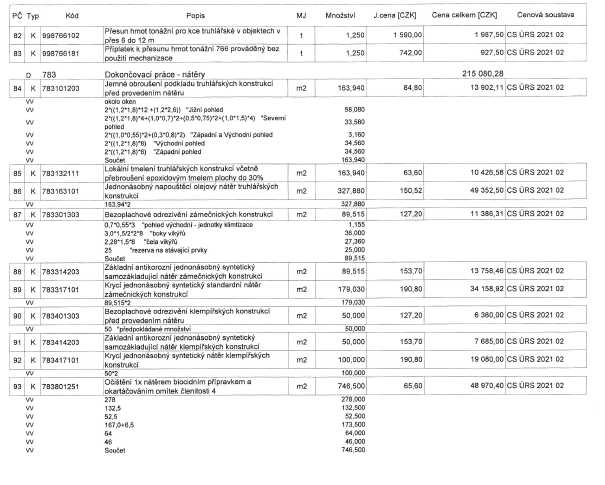 PČ Typ Kód Popis MJ Množství J.cena [CZK] Cena celkem [CZK] Cenová soustava
82 K 998766102 Přesun hmot tonážní pro kce truhlářské v objektech v přes 6 do 12 m t 1,250 1 590,00 1 987,50 CS ÚRS 2021 02
83 K 998766181 Příplatek k přesunu hmot tonážní 766 prováděný bez použití mechanizace t 1,250 742,00 927,50 CS ÚRS 2021 02
D 783 Dokončovací práce - nátěry 215 080,28
84 K 783101203 Jemné obroušení podkladu truhlářských konstrukcí před provedením nátěru m2 163,940 84,80 13 902,11 CS ÚRS 2021 02
VV okolo oken
VV 2*((1,2*1,8)*12 +(1,2*2,6)) "Jižní pohled 58,080
VV 2*((1,2*1,8)*4+(1,0*0,7)*2+(0,5*0,75)*2+(1,0*1,5)*4) "Severní pohled 33,580
VV 2*((1,0*0,55)*2+(0,3*0,8)*2) "Západní a Východní pohled 3,160
VV 2*((1,2*1,8)*8) "Východní pohled 34,560
VV 2*((1,2*1,8)*8) "Západní pohled 34,560
VV Součet 163,940
85 K 783132111 Lokální tmelení truhlářských konstrukcí včetně přebroušení epoxidovým tmelem plochy do 30% m2 163,940 63,60 10 426,58 CS ÚRS 2021 02
86 K 783163101 Jednonásobný napouštěcí olejový nátěr truhlářských konstrukcí m2 327,880 150,52 49 352,50 CS ÚRS 2021 02
VV 163,94*2 327,880
87 K 783301303 Bezoplachové odrezivění zámečnických konstrukcí m2 89,515 127,20 11 386,31 CS ÚRS 2021 02
VV 0,7*0,55*3 "pohled východní - jednotky klimtizace 1,155
VV 3,0*1,5/2*2*8 "boky vikýřů 36,000
VV 2,28*1,5*8 "čela vikýřů 27,360
VV 25 "rezerva na stávající prvky 25,000
VV Součet 89,515
88 K 783314203 Základní antikorozní jednonásobný syntetický samozákladující nátěr zámečnických konstrukcí m2 89,515 153,70 13 758,46 CS ÚRS 2021 02
89 K 783317101 Krycí jednonásobný syntetický standardní nátěr zámečnických konstrukcí m2 179,030 190,80 34 158,92 CS ÚRS 2021 02
VV 89,515*2 179,030
90 K 783401303 Bezoplachové odrezivění klempířských konstrukcí před provedením nátěru m2 50,000 127,20 6 360,00 CS ÚRS 2021 02
VV 50 "předpokládané množství 50,000
91 K 783414203 Základní antikorozní jednonásobný syntetický samozákladující nátěr klempířských konstrukcí m2 50,000 153,70 7 685,00 CS ÚRS 2021 02
92 K 783417101 Krycí jednonásobný syntetický nátěr klempířských konstrukcí m2 100,000 190,80 19 080,00 CS ÚRS 2021 02
VV 50*2 100,000
93 K 783801251 Očištění 1x nátěrem biocidním přípravkem a okartáčováním omítek členitosti 4 m2 746,500 65,60 48 970,40 CS ÚRS 2021 02
VV 278 278,000
VV 132,5 132,500
VV 52,5 52,500
VV 167,0+6,5 173,500
VV 64 64,000
VV 46 46,000
VV Součet 746,500